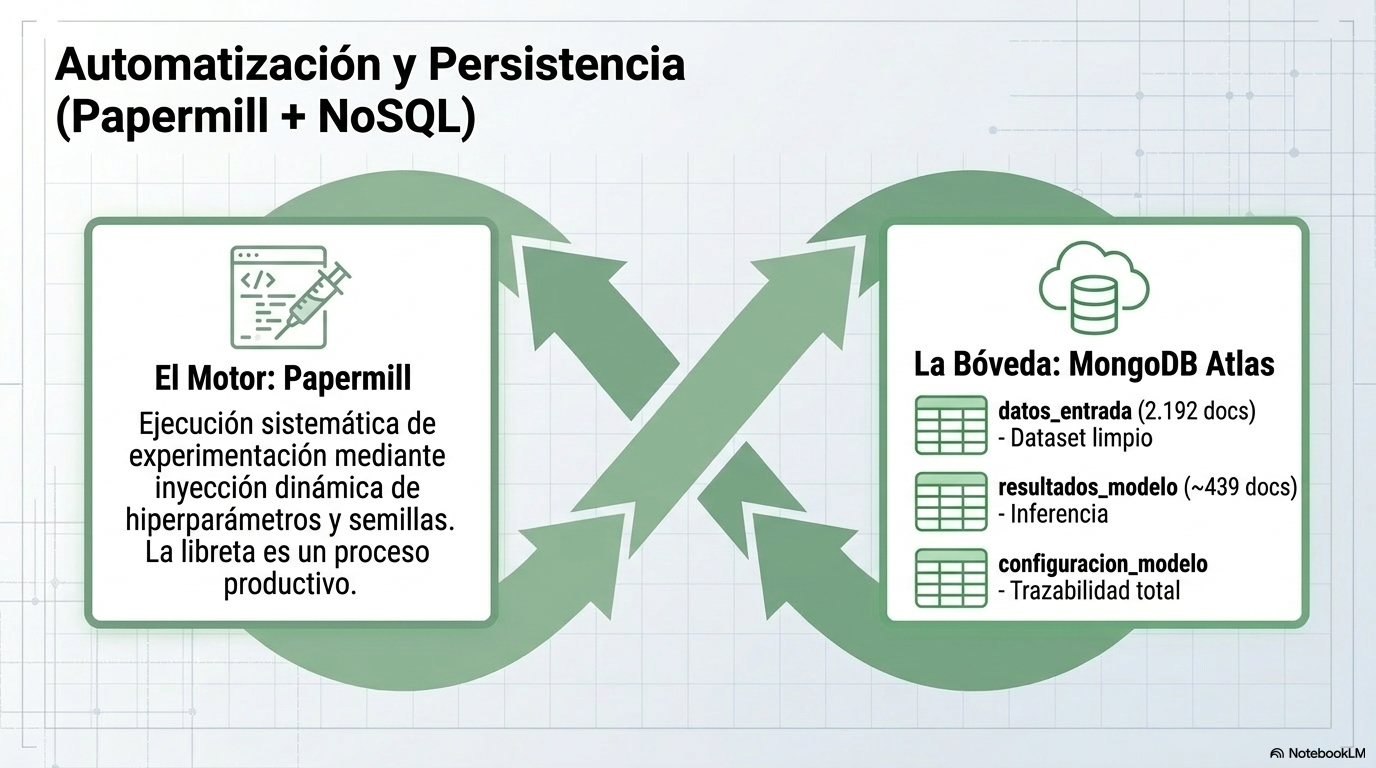 Automatización y Persistencia
(Papermill + NoSQL)
</>
El Motor: Papermill
Ejecución sistemática de
experimentación mediante
inyección dinámica de
hiperparámetros y semillas.
La libreta es un proceso
productivo.
La Bóveda: MongoDB Atlas
datos_entrada (2.192 docs)
- Dataset limpio
resultados_modelo (~439 docs)
- Inferencia
configuracion_modelo
- Trazabilidad total
NotebookLM